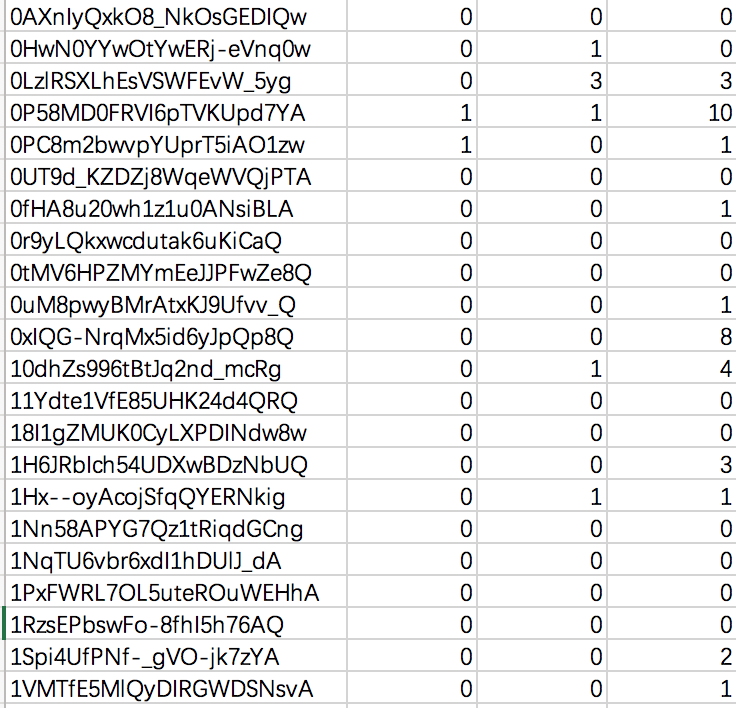 0AXnIyQxkO8_NkOsGEDIQw 0 0 0
0HwN0YYwOtYwERj-eVnq0w 0 1 0
0LzlRSXLhEsVSWFEvW_5yg 0 3 3
0P58MD0FRVI6pTVKUpd7YA 1 1 10
0PC8m2bwvpYUprT5iAO1zw 1 0 1
0UT9d_KZDZj8WqeWVQjPTA 0 0 0
0fHA8u20wh1z1u0ANsiBLA 0 0 1
0r9yLQkxwcdutak6uKiCaQ 0 0 0
0tMV6HPZMYmEeJJPFwZe8Q 0 0 0
0uM8pwyBMrAtxKJ9Ufvv_Q 0 0 1
0xIQG-NrqMx5id6yJpQp8Q 0 0 8
10dhZs996tBtJq2nd_mcRg 0 1 4
11Ydte1VfE85UHK24d4QRQ 0 0 0
18I1gZMUK0CyLXPDINdw8w 0 0 0
1H6JRbIch54UDXwBDzNbUQ 0 0 3
1Hx--oyAcojSfqQYERNkig 0 1 1
1Nn58APYG7Qz1tRiqdGCng 0 0 0
1NqTU6vbr6xdI1hDUlJ_dA 0 0 0
1PxFWRL7OL5uteROuWEHhA 0 0 0
1RzsEPbswFo-8fhI5h76AQ 0 0 0
1Spi4UfPNf-_gVO-jk7zYA 0 0 2
1VMTfE5MlQyDIRGWDSNsvA 0 0 1